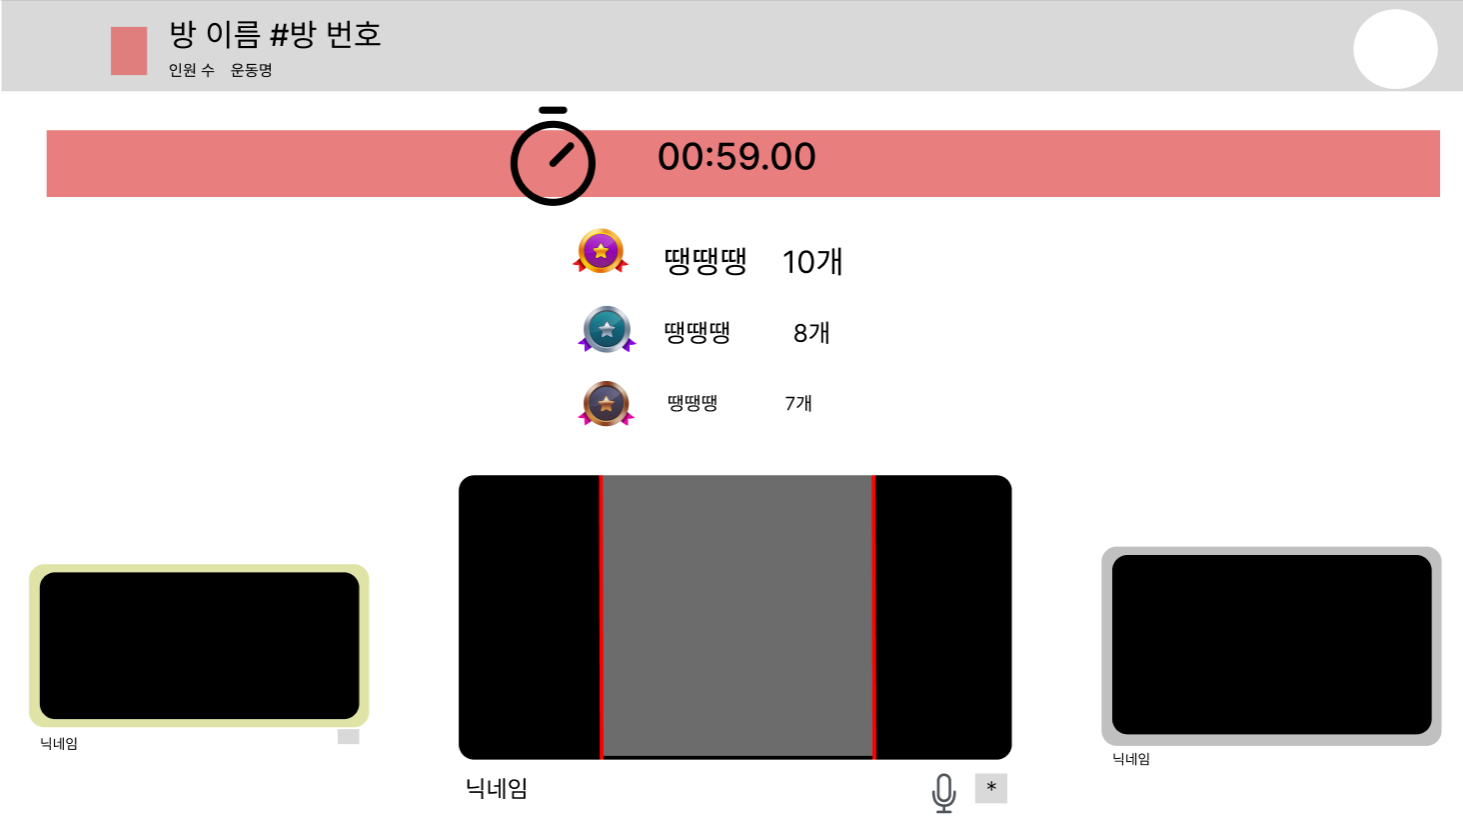 방 이름 #방 번호
인원 수 운동명
00:59.00
땡땡땡 10개
땡땡땡 8개
땡땡땡 7개
닉네임
닉네임
닉네임 *